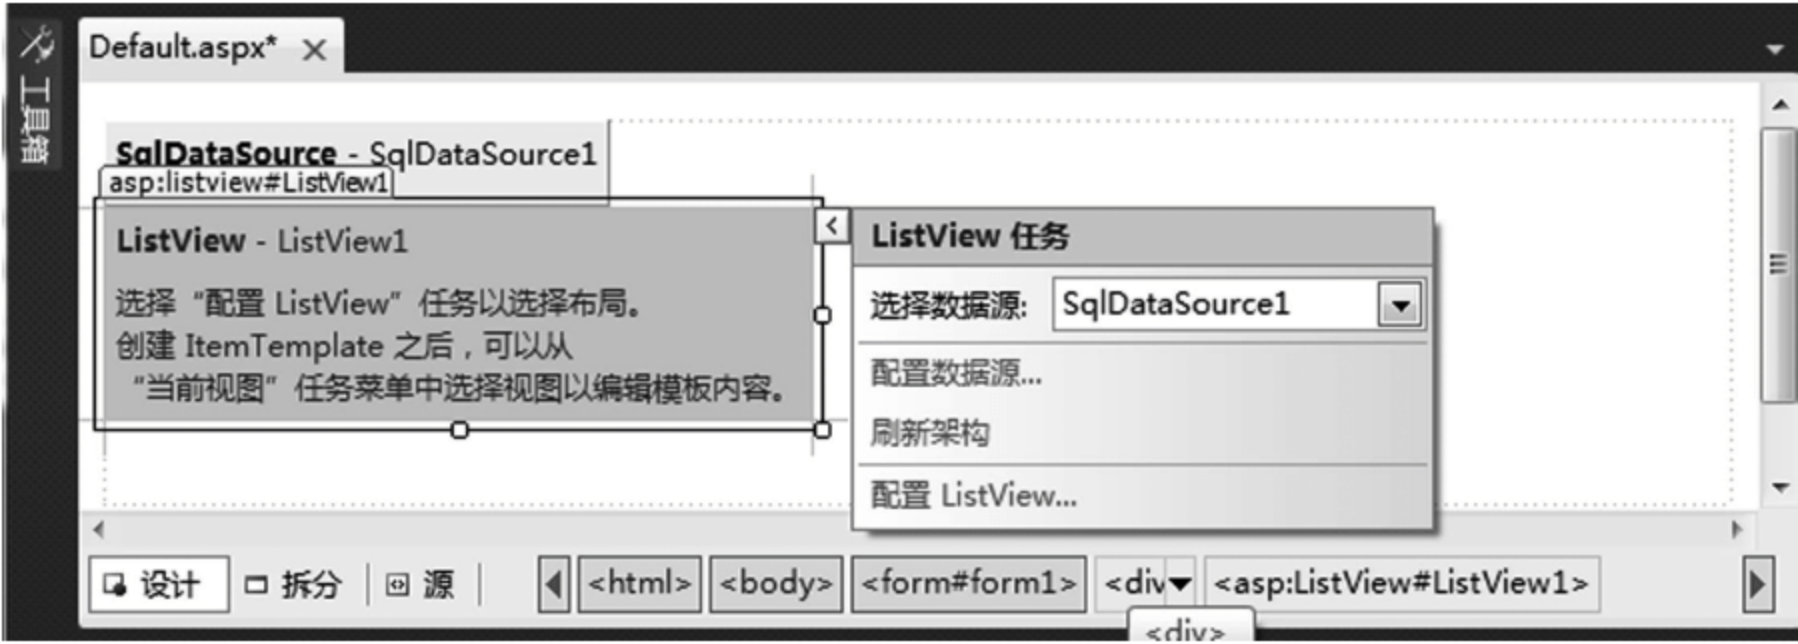 工具箱
Default.aspx*
SqlDataSource - SqlDataSource1
asp:listview#ListView1
ListView - ListView1
选择“配置 ListView”任务以选择布局。
创建 ItemTemplate 之后，可以从
“当前视图”任务菜单中选择视图以编辑模板内容。
ListView 任务
选择数据源: SqlDataSource1
配置数据源...
刷新架构
配置 ListView...
设计 拆分 源 <html> <body> <form#form1> <div <asp:ListView#ListView1>
<div>